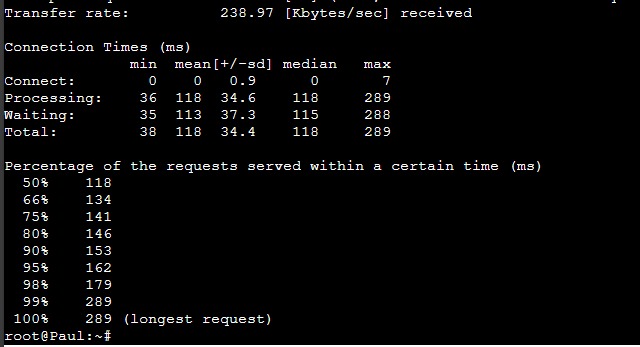 Transfer rate:          238.97 [Kbytes/sec] received
Connection Times (ms)
              min  mean[+/-sd] median   max
Connect:        0    0   0.9      0       7
Processing:    36  118  34.6    118     289
Waiting:       35  113  37.3    115     288
Total:         38  118  34.4    118     289
Percentage of the requests served within a certain time (ms)
  50%    118
  66%    134
  75%    141
  80%    146
  90%    153
  95%    162
  98%    179
  99%    289
 100%    289 (longest request)
root@Paul:~#